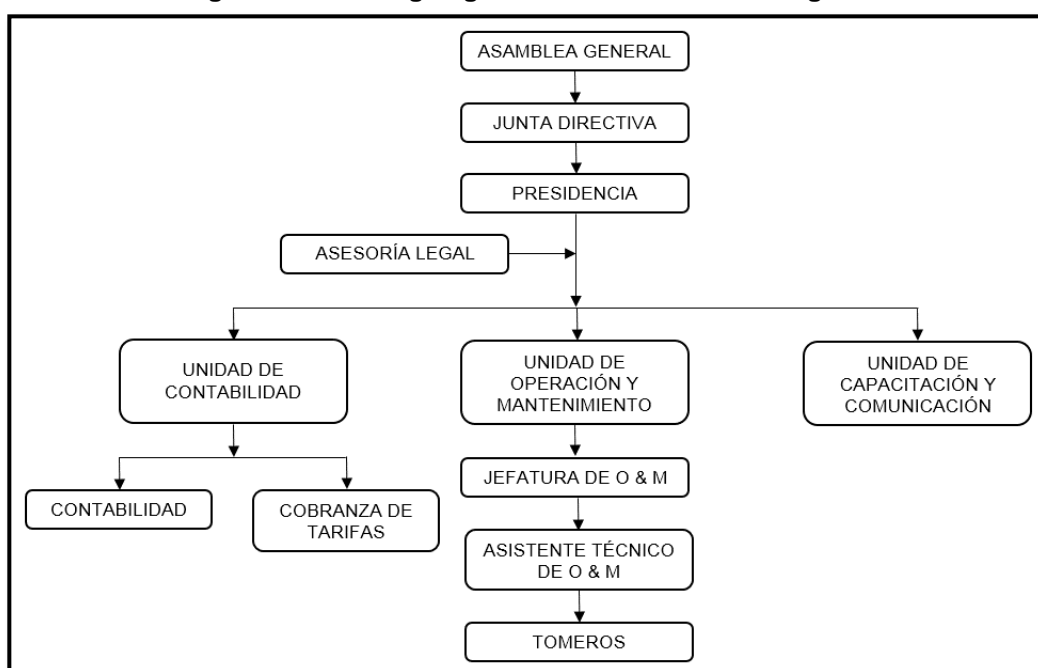 ASAMBLEA GENERAL
JUNTA DIRECTIVA
PRESIDENCIA
ASESORÍA LEGAL
UNIDAD DE
CONTABILIDAD
UNIDAD DE
OPERACIÓN Y
MANTENIMIENTO
UNIDAD DE
CAPACITACIÓN Y
COMUNICACIÓN
CONTABILIDAD
COBRANZA DE
TARIFAS
JEFATURA DE O & M
ASISTENTE TÉCNICO
DE O & M
TOMEROS